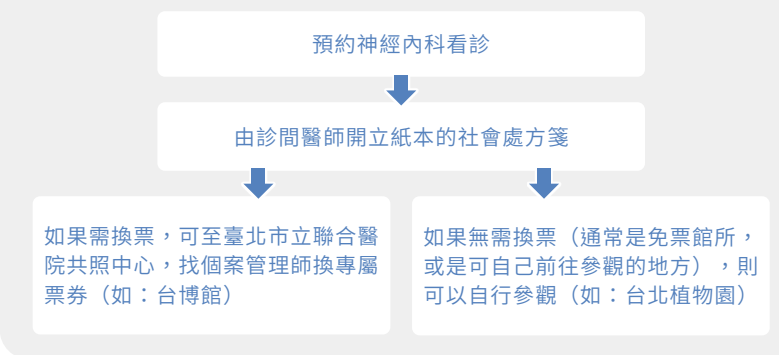 預約神經內科看診
由診間醫師開立紙本的社會處方箋
如果需換票，可至臺北市立聯合醫
院共照中心，找個案管理師換專屬
票券（如：台博館）
如果無需換票（通常是免票館所，
或是可自己前往參觀的地方），則
可以自行參觀（如：台北植物園）